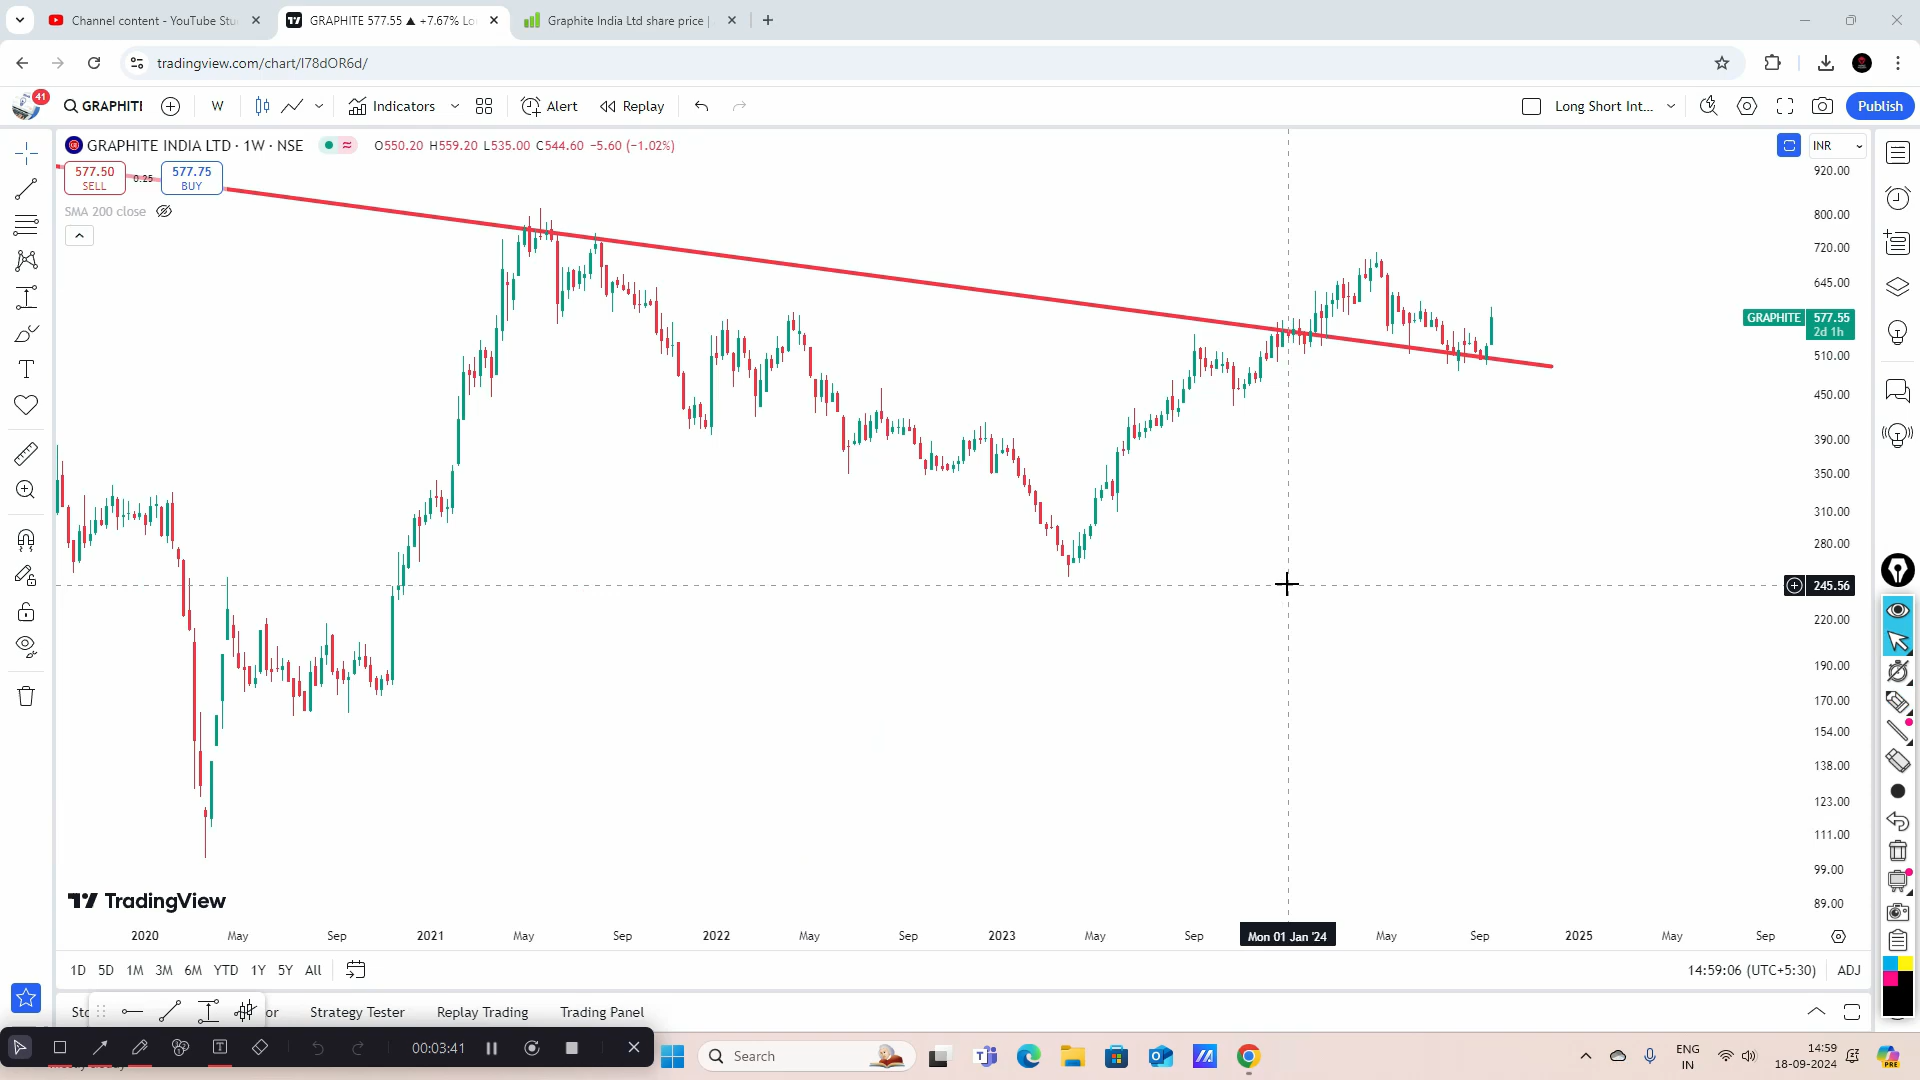 Channel content - YouTube Stu
GRAPHITE 577.55 ▲ +7.67% Lo
Graphite India Ltd share price |
tradingview.com/chart/I78dOR6d/
41
GRAPHITE
W
Indicators
Alert
Replay
Long Short Int...
Publish
GRAPHITE INDIA LTD · 1W · NSE
O550.20 H559.20 L535.00 C544.60 −5.60 (−1.02%)
INR
577.50
SELL
0.25
577.75
BUY
SMA 200 close
920.00
800.00
720.00
645.00
GRAPHITE
577.55
2d 1h
510.00
450.00
390.00
350.00
310.00
280.00
245.56
220.00
190.00
170.00
154.00
138.00
123.00
111.00
99.00
89.00
TradingView
2020
May
Sep
2021
May
Sep
2022
May
Sep
2023
May
Sep
Mon 01 Jan '24
May
Sep
2025
May
Sep
1D 5D 1M 3M 6M YTD 1Y 5Y All
14:59:06 (UTC+5:30)
ADJ
Strategy Tester
Replay Trading
Trading Panel
00:03:41
Search
ENG
IN
14:59
18-09-2024
PRE